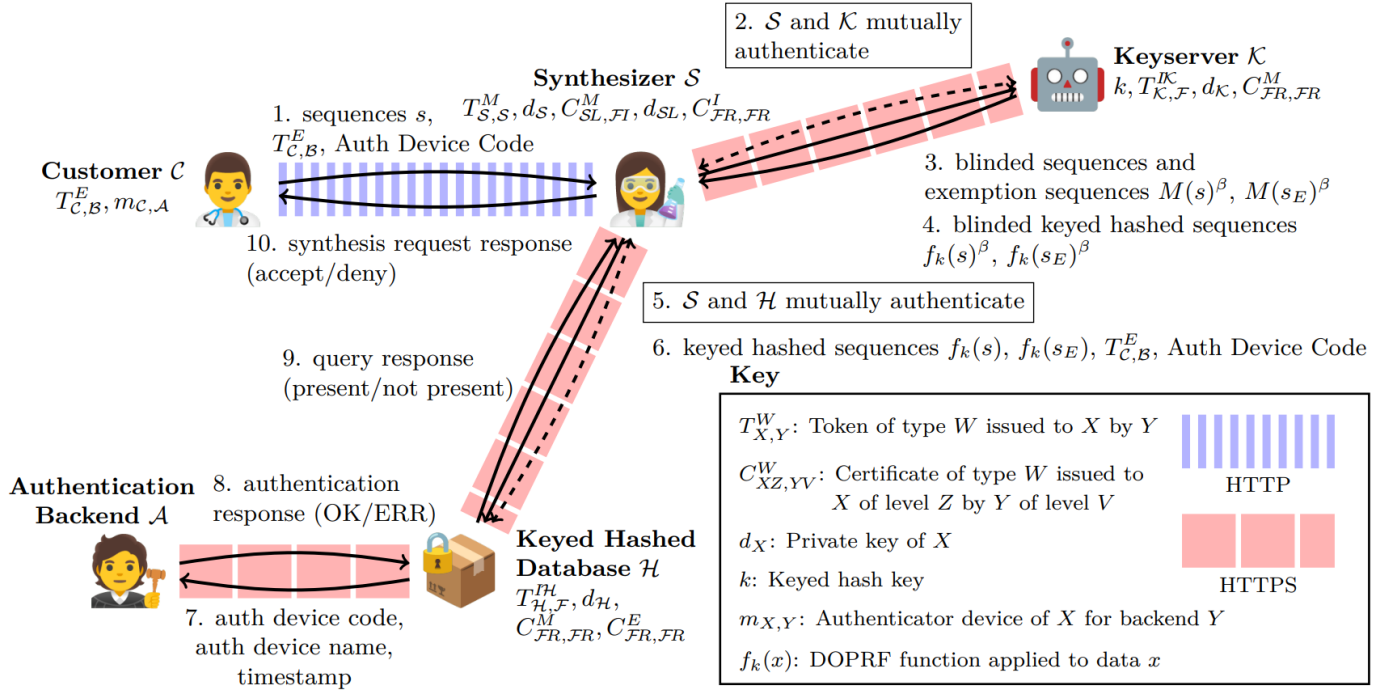 2. 𝒮 and 𝒦 mutually
authenticate
Keyserver 𝒦
k, T^{I𝒦}_{𝒦,ℱ}, d_𝒦, C^M_{ℱR,ℱR}
Synthesizer 𝒮
T^M_{𝒮,𝒮}, d_𝒮, C^M_{𝒮L,ℱI}, d_{𝒮L}, C^I_{ℱR,ℱR}
1. sequences s,
T^E_{𝒞,ℬ}, Auth Device Code
Customer 𝒞
T^E_{𝒞,ℬ}, m_{𝒞,𝒜}
3. blinded sequences and
exemption sequences M(s)^β, M(s_E)^β
4. blinded keyed hashed sequences
f_k(s)^β, f_k(s_E)^β
10. synthesis request response
(accept/deny)
5. 𝒮 and ℋ mutually authenticate
6. keyed hashed sequences f_k(s), f_k(s_E), T^E_{𝒞,ℬ}, Auth Device Code
9. query response
(present/not present)
Authentication
Backend 𝒜
8. authentication
response (OK/ERR)
7. auth device code,
auth device name,
timestamp
Keyed Hashed
Database ℋ
T^{Iℋ}_{ℋ,ℱ}, d_ℋ,
C^M_{ℱR,ℱR}, C^E_{ℱR,ℱR}
Key
T^W_{X,Y}: Token of type W issued to X by Y
C^W_{XZ,YV}: Certificate of type W issued to
X of level Z by Y of level V
d_X: Private key of X
k: Keyed hash key
m_{X,Y}: Authenticator device of X for backend Y
f_k(x): DOPRF function applied to data x
HTTP
HTTPS